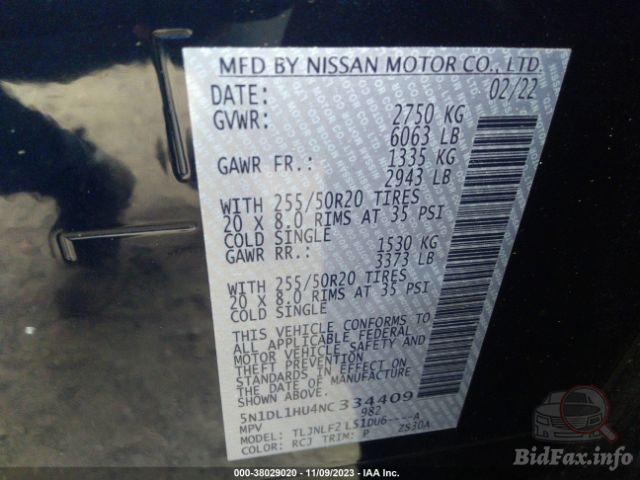 MFD BY NISSAN MOTOR CO., LTD.
DATE: 02/22
GVWR: 2750 KG
6063 LB
GAWR FR.: 1335 KG
2943 LB
WITH 255/50R20 TIRES
20 X 8.0 RIMS AT 35 PSI
COLD SINGLE
GAWR RR.: 1530 KG
3373 LB
WITH 255/50R20 TIRES
20 X 8.0 RIMS AT 35 PSI
COLD SINGLE
THIS VEHICLE CONFORMS TO
ALL APPLICABLE FEDERAL
MOTOR VEHICLE SAFETY AND
THEFT PREVENTION
STANDARDS IN EFFECT ON
THE DATE OF MANUFACTURE
SHOWN ABOVE.
5N1DL1HU4NC334409
MPV 982
MODEL: TLJNLF2 LS1DU6----A
COLOR: RCJ TRIM: P ZS30A
000-38029020 - 11/09/2023 - IAA Inc.
BidFax.info